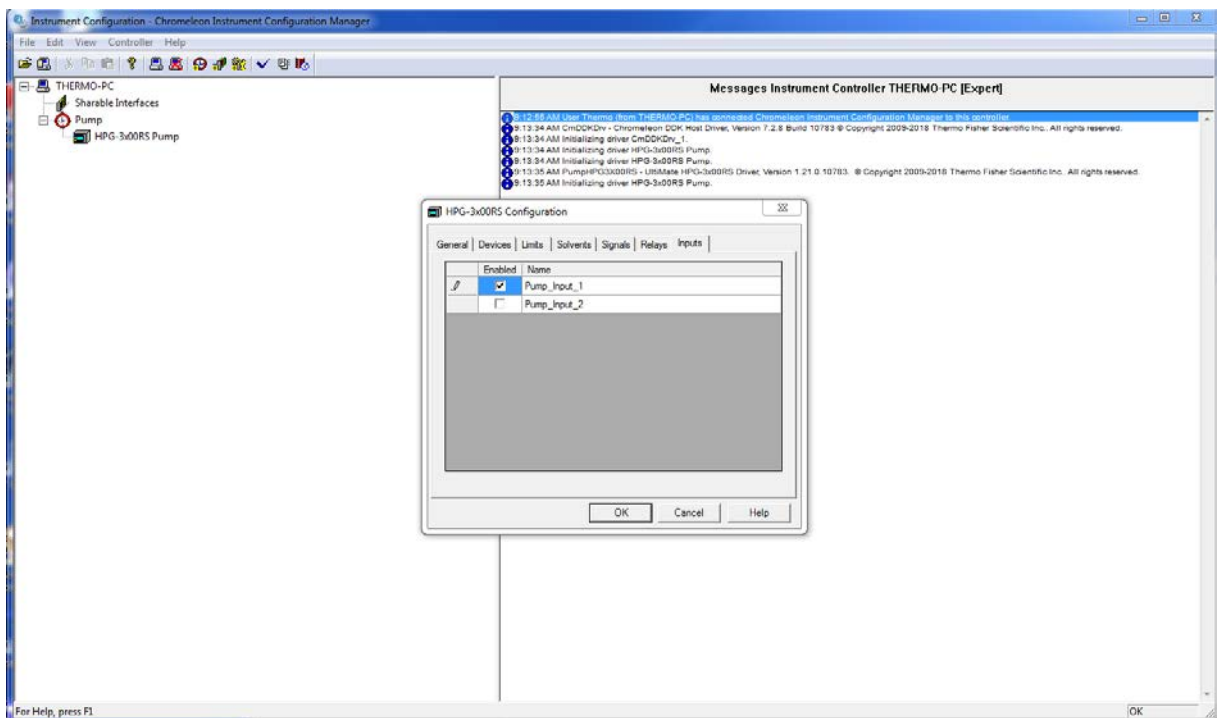 Instrument Configuration - Chromeleon Instrument Configuration Manager
File Edit View Controller Help
THERMO-PC
Sharable Interfaces
Pump
HPG-3x00RS Pump
Messages Instrument Controller THERMO-PC [Expert]
9:12:55 AM User Thermo (from THERMO-PC) has connected Chromeleon Instrument Configuration Manager to this controller.
9:13:34 AM CmDDKDrv - Chromeleon DDK Host Driver, Version 7.2.8 Build 10783 © Copyright 2009-2018 Thermo Fisher Scientific Inc.. All rights reserved.
9:13:34 AM Initializing driver CmDDKDrv_1.
9:13:34 AM Initializing driver HPG-3x00RS Pump.
9:13:34 AM Initializing driver HPG-3x00RS Pump.
9:13:35 AM PumpHPG3X00RS - UltiMate HPG-3x00RS Driver, Version 1.21.0.10783. © Copyright 2009-2018 Thermo Fisher Scientific Inc. All rights reserved.
9:13:35 AM Initializing driver HPG-3x00RS Pump.
HPG-3x00RS Configuration
General Devices Limits Solvents Signals Relays Inputs
Enabled Name
Pump_Input_1
Pump_Input_2
OK Cancel Help
For Help, press F1
OK